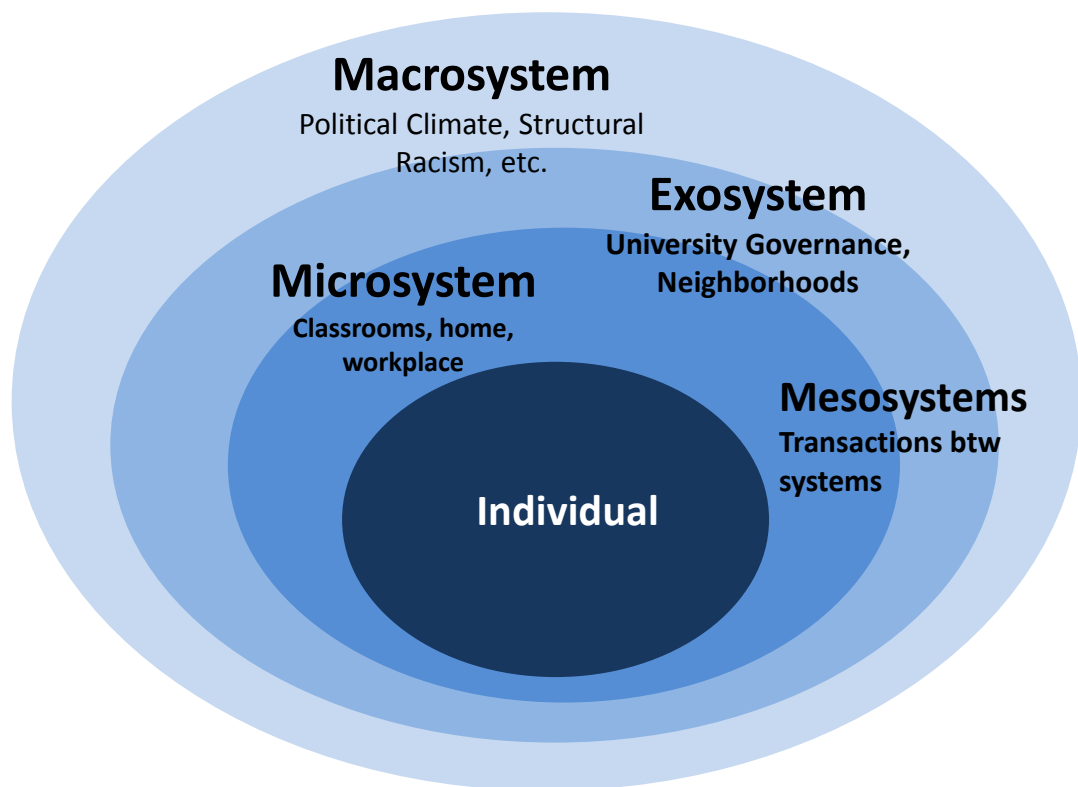 Macrosystem
Political Climate, Structural
Racism, etc.
Exosystem
University Governance,
Neighborhoods
Microsystem
Classrooms, home,
workplace
Mesosystems
Transactions btw
systems
Individual